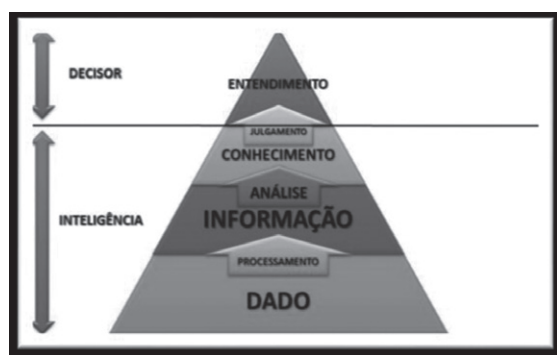 DECISOR
ENTENDIMENTO
JULGAMENTO
CONHECIMENTO
ANÁLISE
INTELIGÊNCIA
INFORMAÇÃO
PROCESSAMENTO
DADO